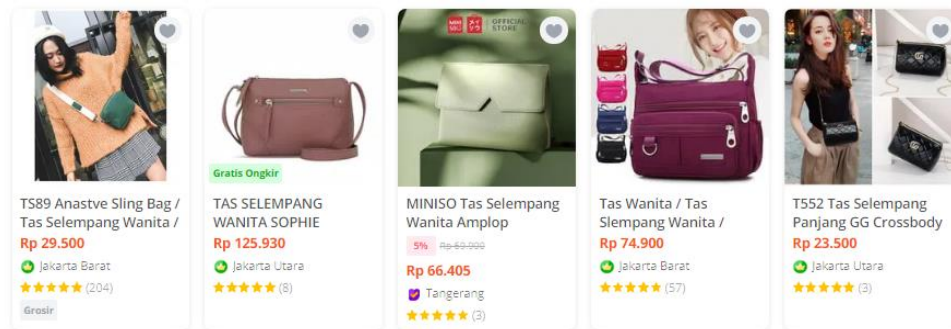 TS89 Anastve Sling Bag /
Tas Selempang Wanita /
Rp 29.500
Jakarta Barat
(204)
Grosir
Gratis Ongkir
TAS SELEMPANG
WANITA SOPHIE
Rp 125.930
Jakarta Utara
(8)
MINISO
OFFICIAL
STORE
MINISO Tas Selempang
Wanita Amplop
5% Rp 69.900
Rp 66.405
Tangerang
(3)
Tas Wanita / Tas
Slempang Wanita /
Rp 74.900
Jakarta Barat
(57)
T552 Tas Selempang
Panjang GG Crossbody
Rp 23.500
Jakarta Utara
(3)